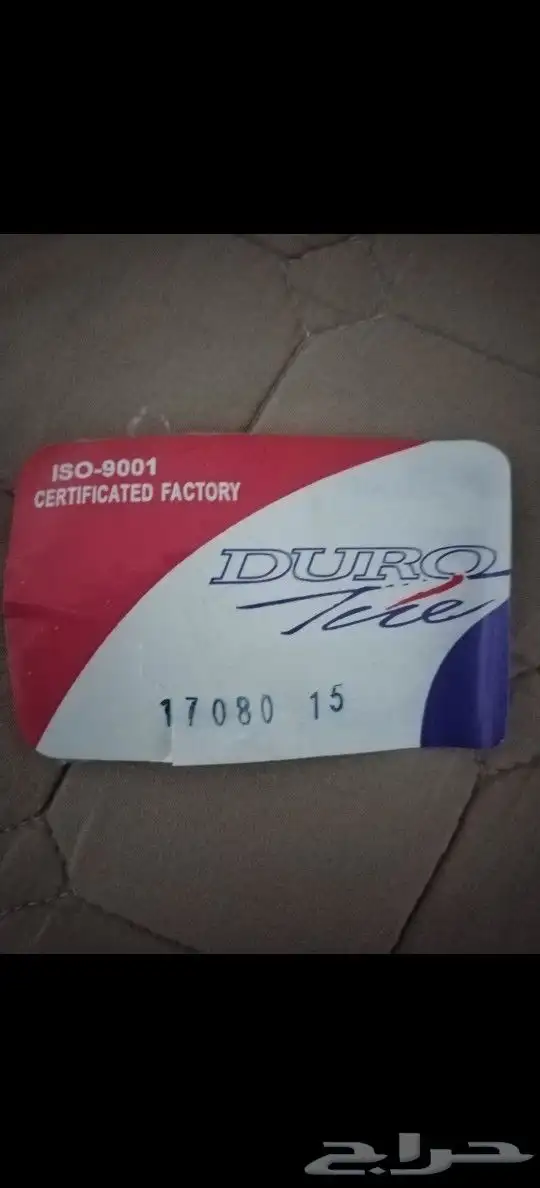 ISO-9001
CERTIFICATED FACTORY
DURO
Tire
17080 15
حراج